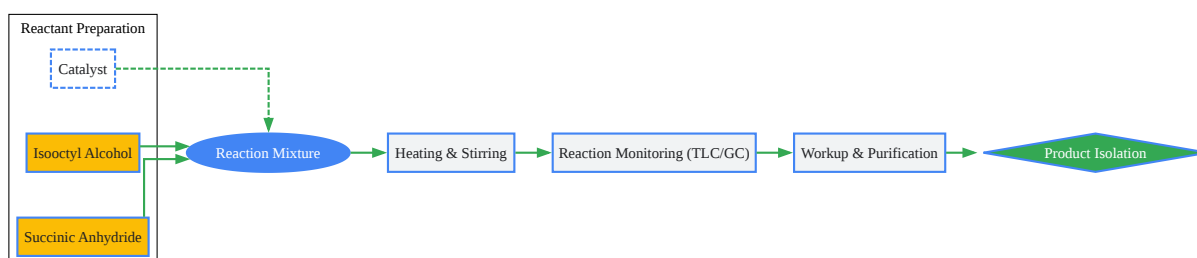 Reactant Preparation
Catalyst
Isooctyl Alcohol
Succinic Anhydride
Reaction Mixture
Heating & Stirring
Reaction Monitoring (TLC/GC)
Workup & Purification
Product Isolation